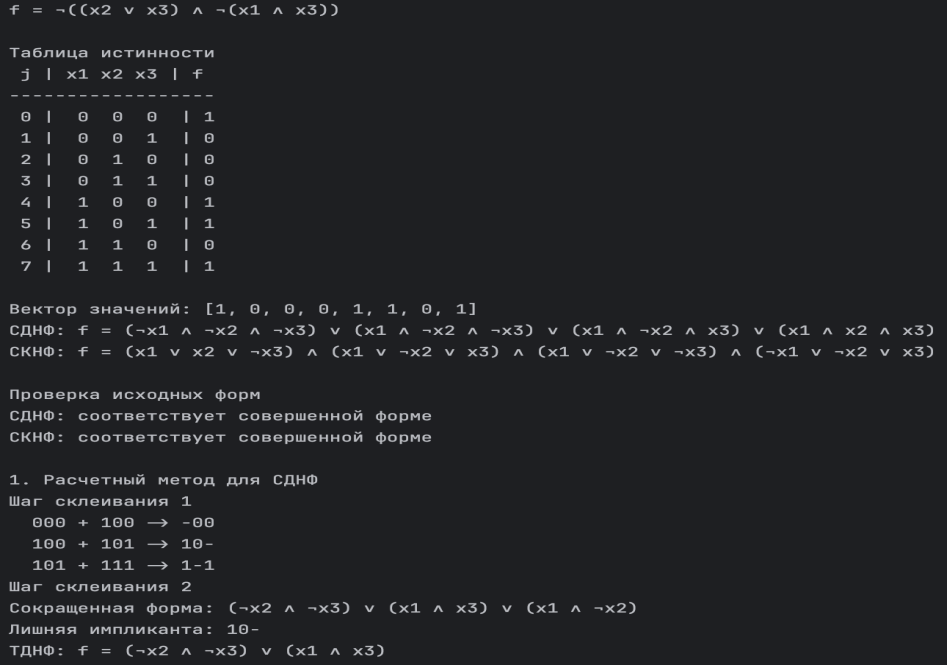 f = ¬((x2 ∨ x3) ∧ ¬(x1 ∧ x3))
Таблица истинности
j | x1 x2 x3 | f
------------------
0 | 0 0 0 | 1
1 | 0 0 1 | 0
2 | 0 1 0 | 0
3 | 0 1 1 | 0
4 | 1 0 0 | 1
5 | 1 0 1 | 1
6 | 1 1 0 | 0
7 | 1 1 1 | 1
Вектор значений: [1, 0, 0, 0, 1, 1, 0, 1]
СДНФ: f = (¬x1 ∧ ¬x2 ∧ ¬x3) ∨ (x1 ∧ ¬x2 ∧ ¬x3) ∨ (x1 ∧ ¬x2 ∧ x3) ∨ (x1 ∧ x2 ∧ x3)
СКНФ: f = (x1 ∨ x2 ∨ ¬x3) ∧ (x1 ∨ ¬x2 ∨ x3) ∧ (x1 ∨ ¬x2 ∨ ¬x3) ∧ (¬x1 ∨ ¬x2 ∨ x3)
Проверка исходных форм
СДНФ: соответствует совершенной форме
СКНФ: соответствует совершенной форме
1. Расчетный метод для СДНФ
Шаг склеивания 1
000 + 100 —> -00
100 + 101 —> 10-
101 + 111 —> 1-1
Шаг склеивания 2
Сокращенная форма: (¬x2 ∧ ¬x3) ∨ (x1 ∧ x3) ∨ (x1 ∧ ¬x2)
Лишняя импликанта: 10-
ТДНФ: f = (¬x2 ∧ ¬x3) ∨ (x1 ∧ x3)